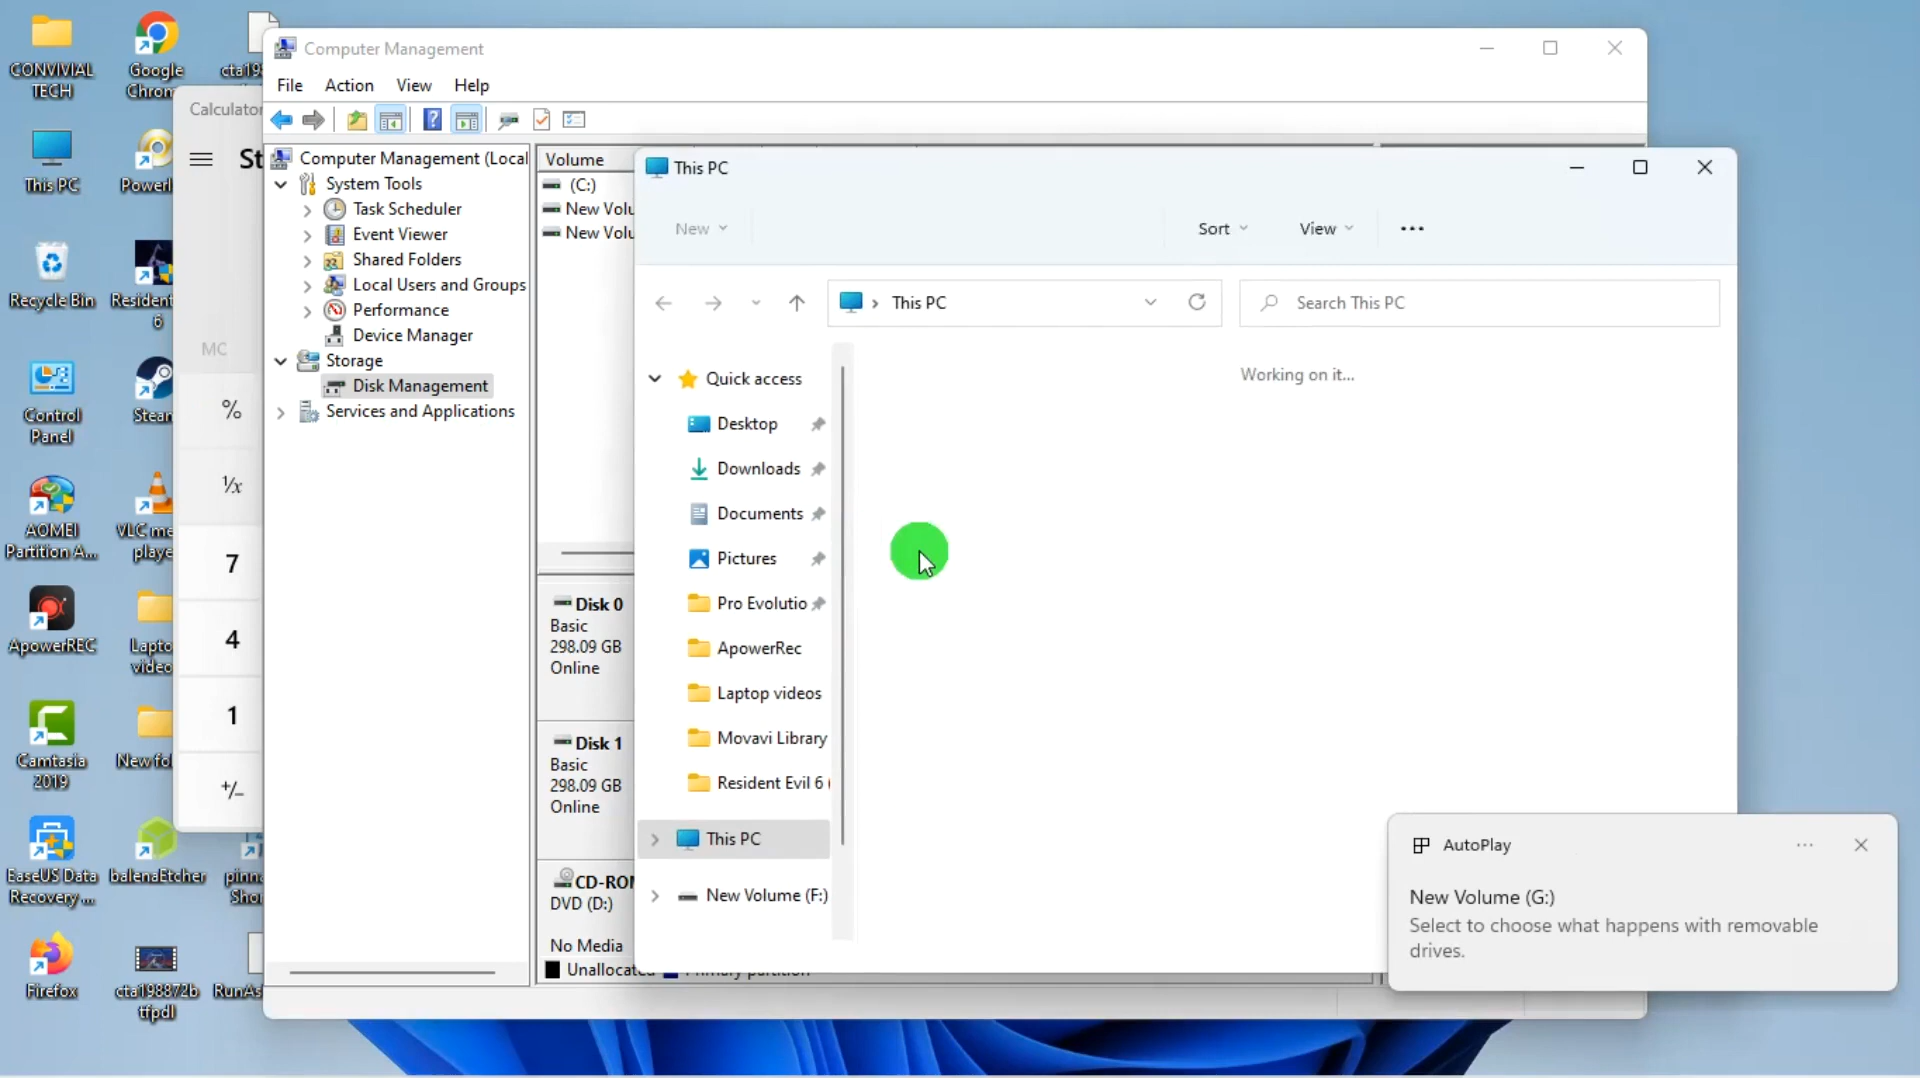 CONVIVIAL
TECH
Google
Chrom
cta198
This PC
Recycle Bin
Resident
6
Control
Panel
Steam
AOMEI
Partition A...
VLC me
playe
ApowerREC
Lapto
video
Camtasia
2019
New fol
EaseUS Data
Recovery ...
balenaEtcher
pinna
Sho
Firefox
cta198872b
tfpdl
RunAs
Calculator
MC
%
¹/x
7
4
1
+/−
Computer Management
File
Action
View
Help
Computer Management (Local
System Tools
Task Scheduler
Event Viewer
Shared Folders
Local Users and Groups
Performance
Device Manager
Storage
Disk Management
Services and Applications
Volume
(C:)
New Volu
New Volu
Disk 0
Basic
298.09 GB
Online
Disk 1
Basic
298.09 GB
Online
CD-ROM
DVD (D:)
No Media
Unallocated
Primary partition
This PC
New
Sort
View
This PC
Search This PC
Quick access
Desktop
Downloads
Documents
Pictures
Pro Evolutio
ApowerRec
Laptop videos
Movavi Library
Resident Evil 6 (
This PC
New Volume (F:)
Working on it...
AutoPlay
New Volume (G:)
Select to choose what happens with removable
drives.